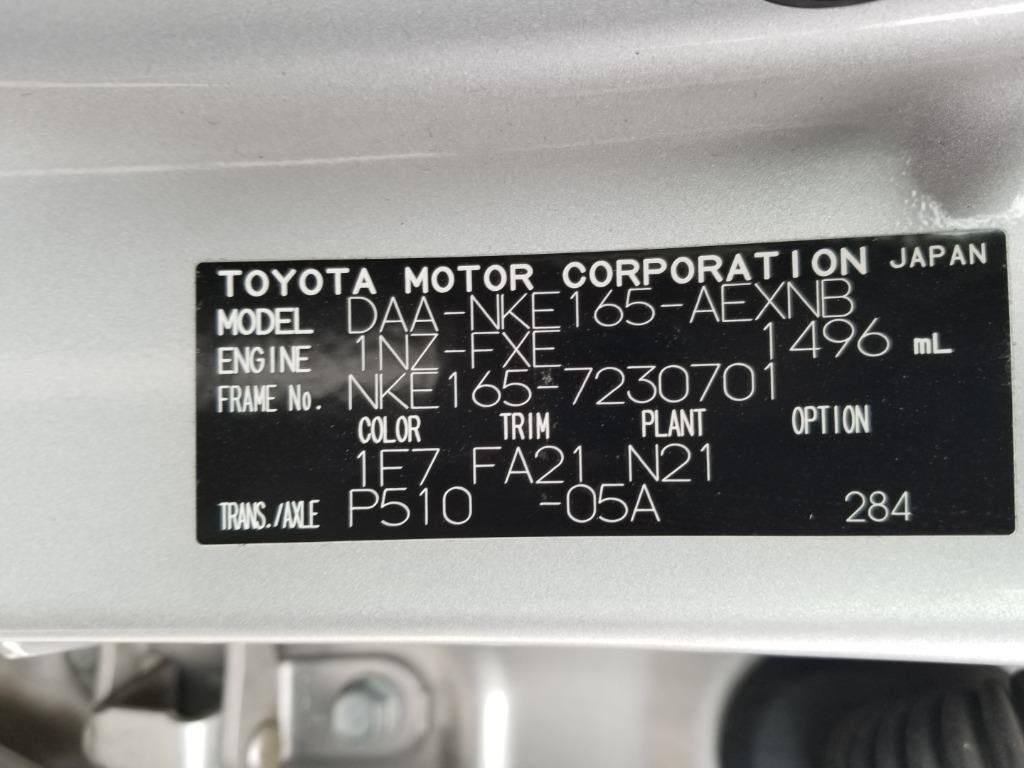 TOYOTA MOTOR CORPORATION JAPAN
MODEL DAA-NKE165-AEXNB
ENGINE 1NZ-FXE 1496 mL
FRAME No. NKE165-7230701
COLOR TRIM PLANT OPTION
1F7 FA21 N21
TRANS./AXLE P510 -05A 284